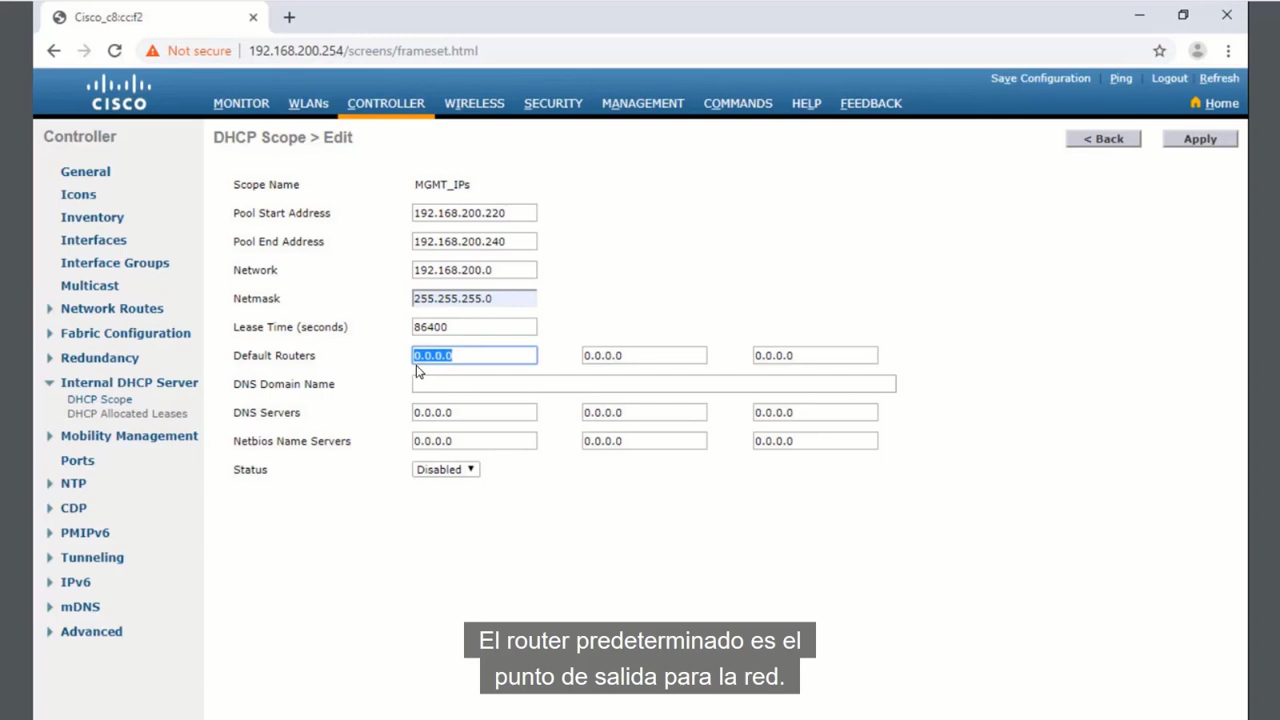 Cisco_c8:cc:f2
Not secure 192.168.200.254/screens/frameset.html
Save Configuration Ping Logout Refresh
CISCO
MONITOR WLANs CONTROLLER WIRELESS SECURITY MANAGEMENT COMMANDS HELP FEEDBACK Home
Controller
General
Icons
Inventory
Interfaces
Interface Groups
Multicast
Network Routes
Fabric Configuration
Redundancy
Internal DHCP Server
DHCP Scope
DHCP Allocated Leases
Mobility Management
Ports
NTP
CDP
PMIPv6
Tunneling
IPv6
mDNS
Advanced
DHCP Scope > Edit
< Back Apply
Scope Name MGMT_IPs
Pool Start Address 192.168.200.220
Pool End Address 192.168.200.240
Network 192.168.200.0
Netmask 255.255.255.0
Lease Time (seconds) 86400
Default Routers 0.0.0.0 0.0.0.0 0.0.0.0
DNS Domain Name
DNS Servers 0.0.0.0 0.0.0.0 0.0.0.0
Netbios Name Servers 0.0.0.0 0.0.0.0 0.0.0.0
Status Disabled
El router predeterminado es el
punto de salida para la red.